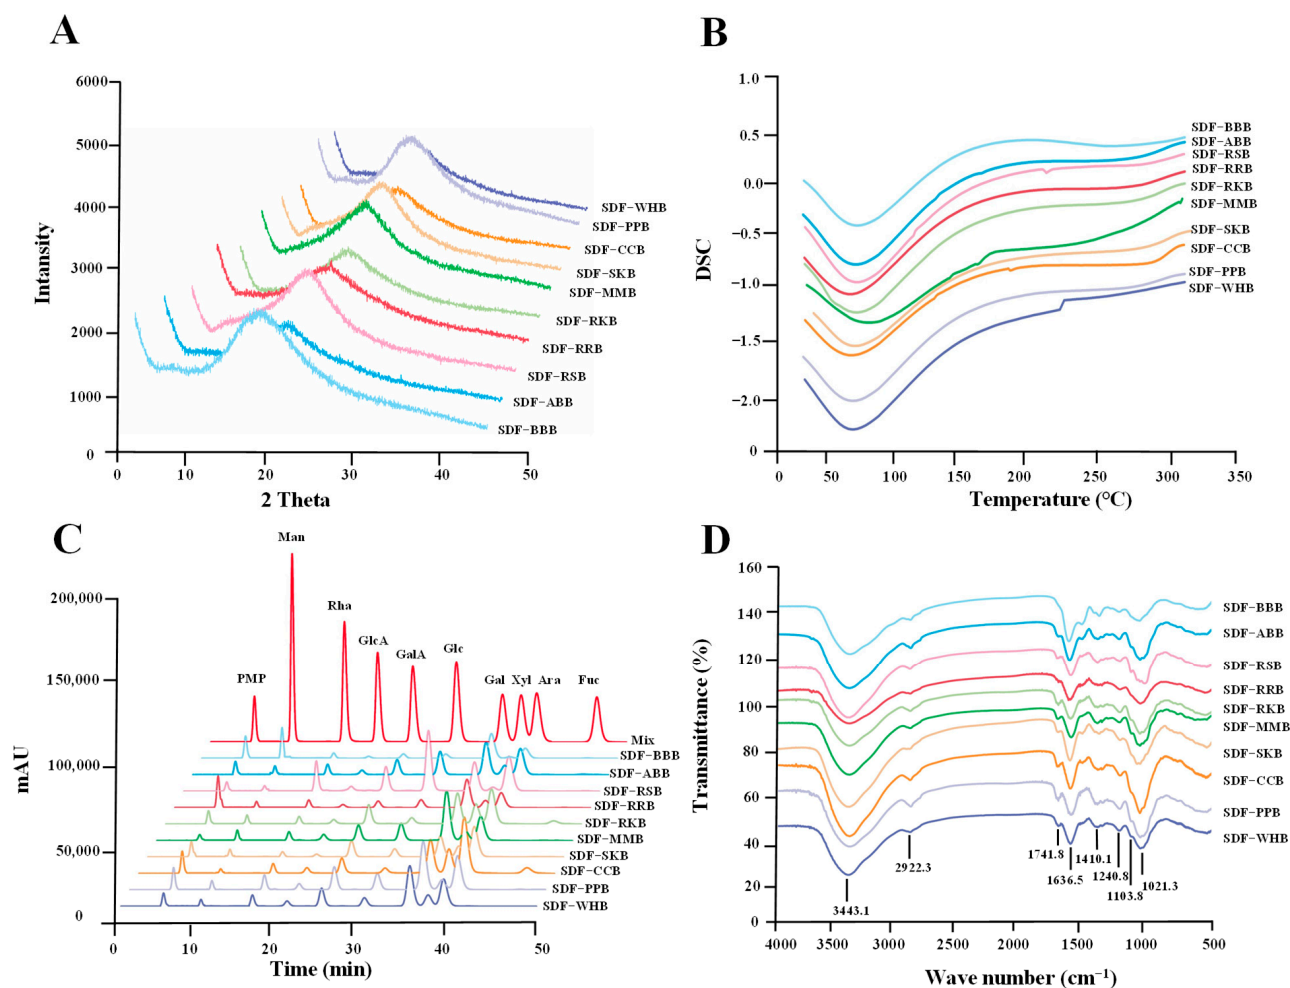 A
6000
5000
4000
3000
2000
1000
0
0
10
20
30
40
50
Intansity
2 Theta
SDF-WHB
SDF-PPB
SDF-CCB
SDF-SKB
SDF-MMB
SDF-RKB
SDF-RRB
SDF-RSB
SDF-ABB
SDF-BBB
B
1.0
0.5
0.0
−0.5
−1.0
−1.5
−2.0
0
0
50
100
150
200
250
300
350
DSC
Temperature (°C)
SDF-BBB
SDF-ABB
SDF-RSB
SDF-RRB
SDF-RKB
SDF-MMB
SDF-SKB
SDF-CCB
SDF-PPB
SDF-WHB
C
200,000
150,000
100,000
50,000
0
0
10
20
30
40
50
mAU
Time (min)
PMP
Man
Rha
GlcA
GalA
Glc
Gal
Xyl
Ara
Fuc
Mix
SDF-BBB
SDF-ABB
SDF-RSB
SDF-RRB
SDF-RKB
SDF-MMB
SDF-SKB
SDF-CCB
SDF-PPB
SDF-WHB
D
160
140
120
100
80
60
40
20
0
4000
3500
3000
2500
2000
1500
1000
500
Transmittance (%)
Wave number (cm⁻¹)
SDF-BBB
SDF-ABB
SDF-RSB
SDF-RRB
SDF-RKB
SDF-MMB
SDF-SKB
SDF-CCB
SDF-PPB
SDF-WHB
3443.1
2922.3
1741.8
1636.5
1410.1
1240.8
1103.8
1021.3